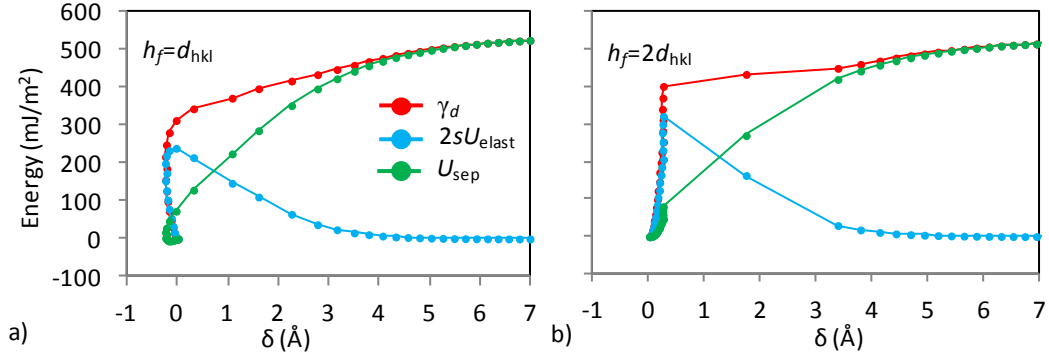 600
500
400
300
200
100
0
-100
Energy (mJ/m²)
h_f=d_hkl
γ_d
2sU_elast
U_sep
-1 0 1 2 3 4 5 6 7
δ (Å)
a)
h_f=2d_hkl
-1 0 1 2 3 4 5 6 7
δ (Å)
b)